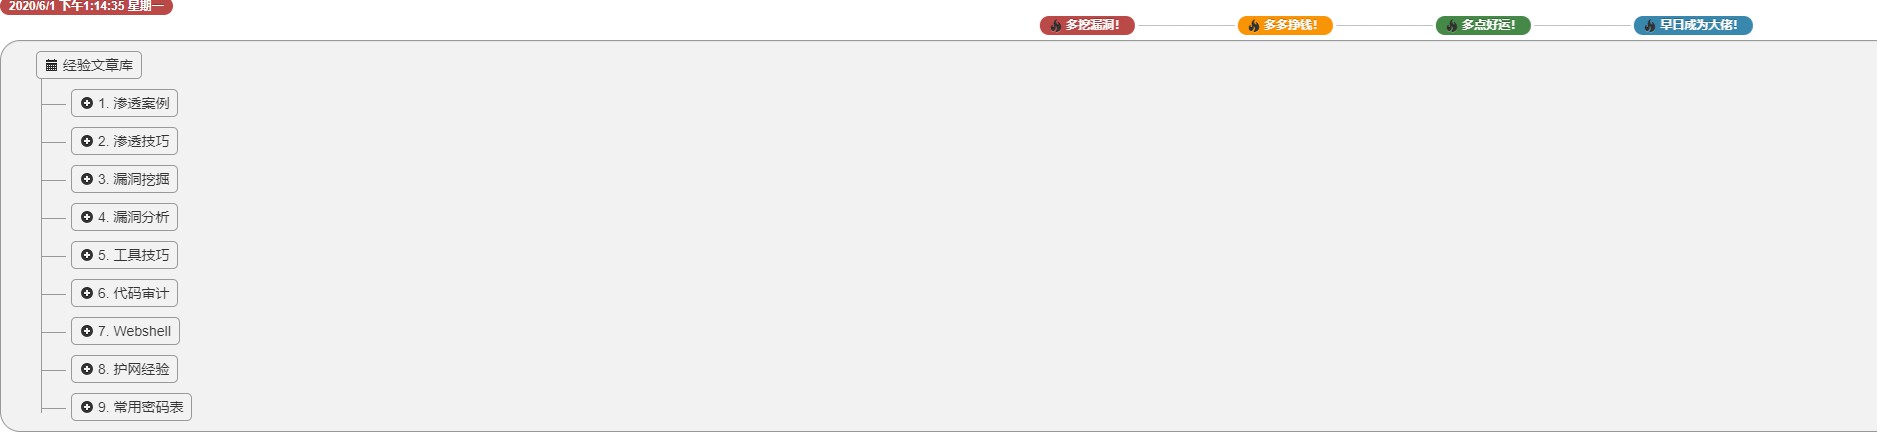 2020/6/1 下午1:14:35 星期一
多挖漏洞! 多多挣钱! 多点好运! 早日成为大佬!
经验文章库
1. 渗透案例
2. 渗透技巧
3. 漏洞挖掘
4. 漏洞分析
5. 工具技巧
6. 代码审计
7. Webshell
8. 护网经验
9. 常用密码表